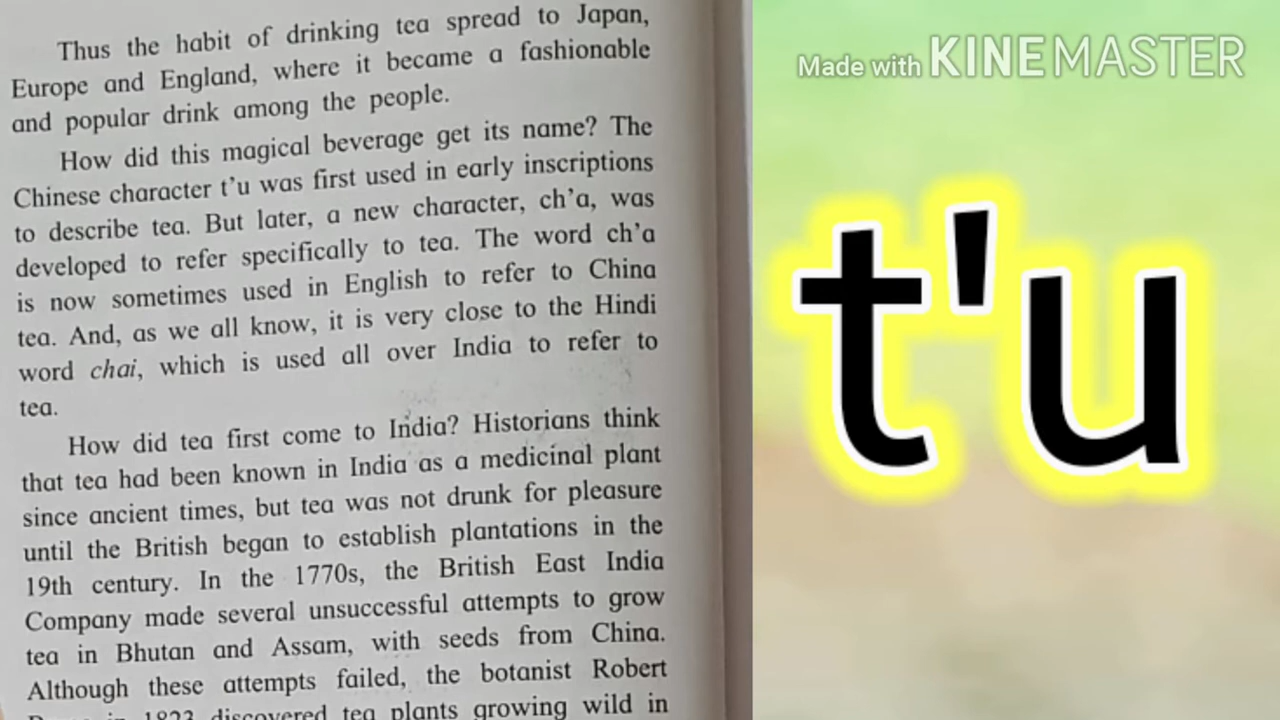 Thus the habit of drinking tea spread to Japan,
Europe and England, where it became a fashionable
and popular drink among the people.
How did this magical beverage get its name? The
Chinese character t'u was first used in early inscriptions
to describe tea. But later, a new character, ch'a, was
developed to refer specifically to tea. The word ch'a
is now sometimes used in English to refer to China
tea. And, as we all know, it is very close to the Hindi
word chai, which is used all over India to refer to
tea.
How did tea first come to India? Historians think
that tea had been known in India as a medicinal plant
since ancient times, but tea was not drunk for pleasure
until the British began to establish plantations in the
19th century. In the 1770s, the British East India
Company made several unsuccessful attempts to grow
tea in Bhutan and Assam, with seeds from China.
Although these attempts failed, the botanist Robert
in 1823 discovered tea plants growing wild in
Made with KINEMASTER
t'u